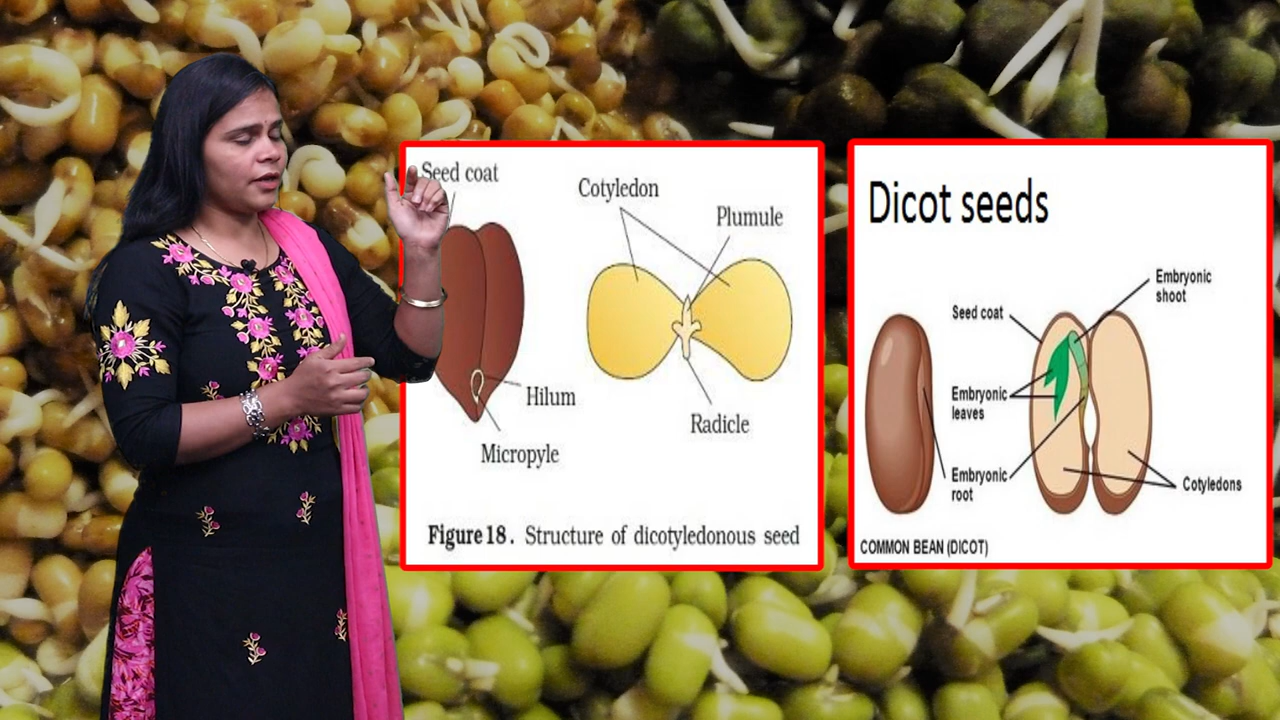 Seed coat
Cotyledon
Plumule
Hilum
Micropyle
Radicle
Figure 18. Structure of dicotyledonous seed
Dicot seeds
Embryonic
shoot
Seed coat
Embryonic
leaves
Embryonic
root
Cotyledons
COMMON BEAN (DICOT)